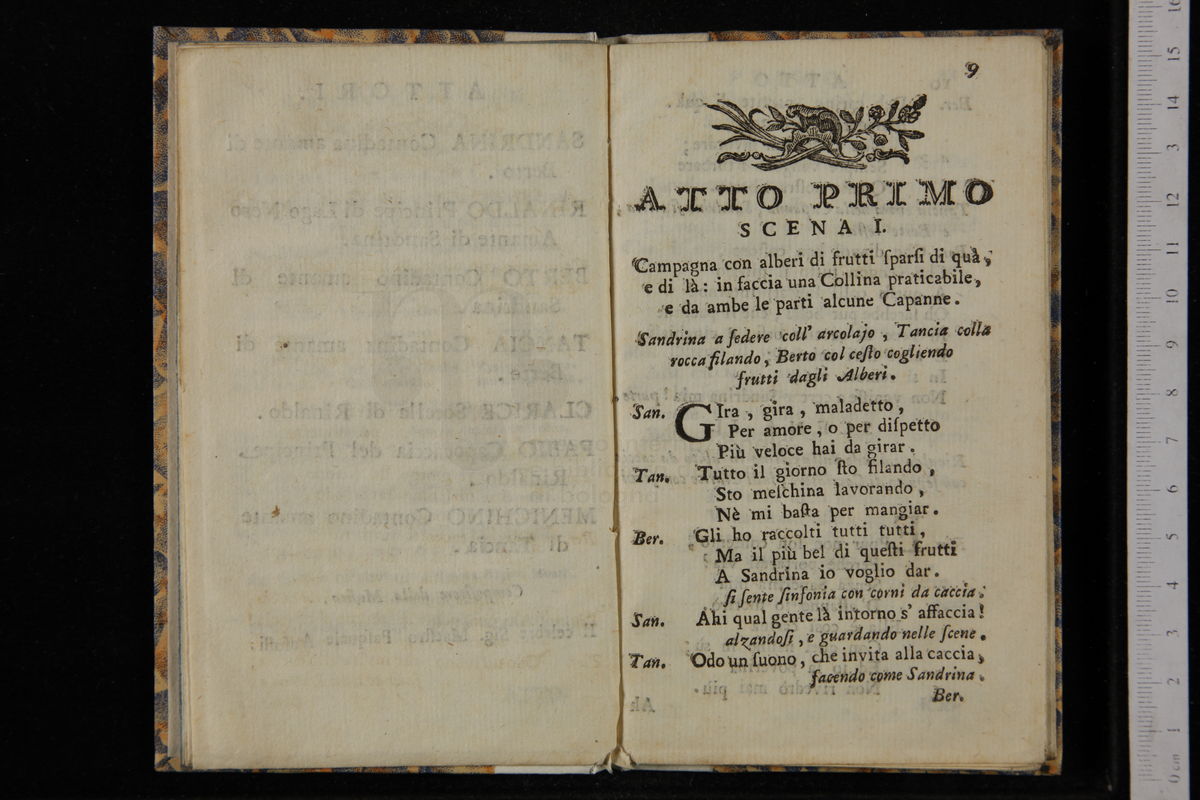 9
ATTO PRIMO
SCENA I.
Campagna con alberi di frutti ſparſi di quà,
e di là: in faccia una Collina praticabile,
e da ambe le parti alcune Capanne.
Sandrina a ſedere coll' arcolajo, Tancia colla
rocca filando, Berto col ceſto cogliendo
frutti dagli Alberi.
San. GIra, gira, maladetto,
Per amore, o per diſpetto
Più veloce hai da girar.
Tan. Tutto il giorno ſto filando,
Sto meſchina lavorando,
Nè mi baſta per mangiar.
Ber. Gli ho raccolti tutti tutti,
Ma il più bel di queſti frutti
A Sandrina io voglio dar.
ſi ſente ſinfonia con corni da caccia.
San. Ahi qual gente là intorno s' affaccia!
alzandoſi, e guardando nelle ſcene.
Tan. Odo un ſuono, che invita alla caccia,
facendo come Sandrina.
Ber.